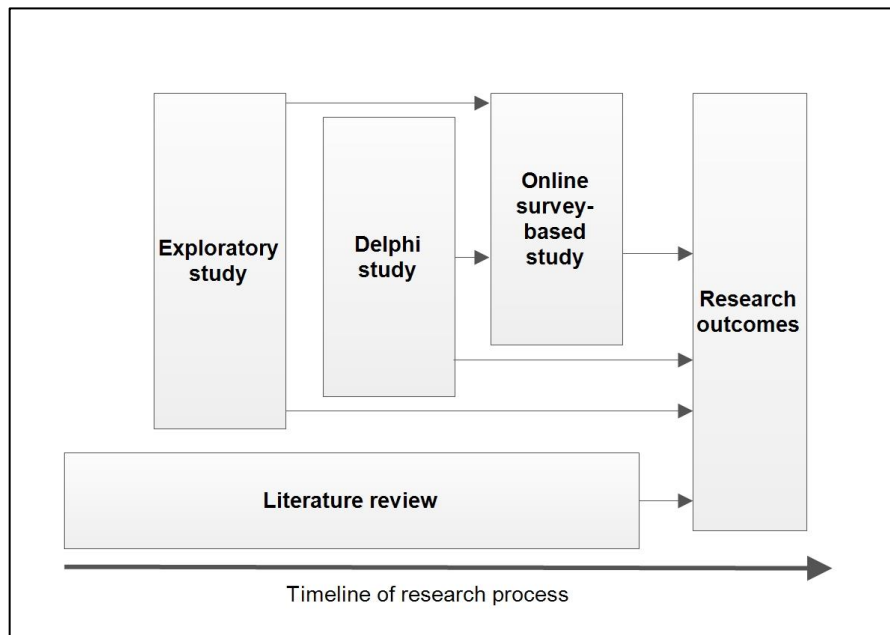 Exploratory
study
Delphi
study
Online
survey-
based
study
Research
outcomes
Literature review
Timeline of research process